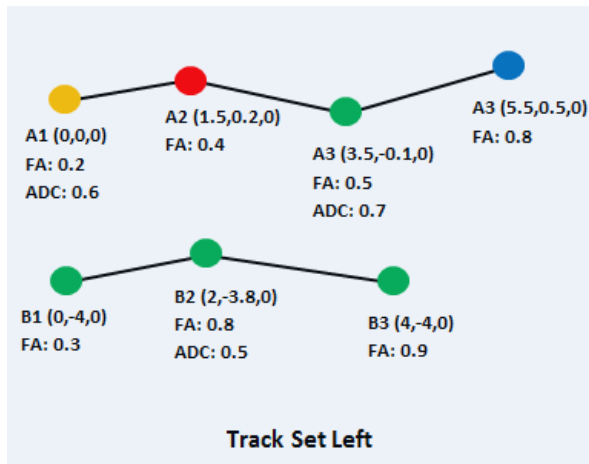 A1 (0,0,0)
FA: 0.2
ADC: 0.6
A2 (1.5,0.2,0)
FA: 0.4
A3 (3.5,-0.1,0)
FA: 0.5
ADC: 0.7
A3 (5.5,0.5,0)
FA: 0.8
B1 (0,-4,0)
FA: 0.3
B2 (2,-3.8,0)
FA: 0.8
ADC: 0.5
B3 (4,-4,0)
FA: 0.9
Track Set Left